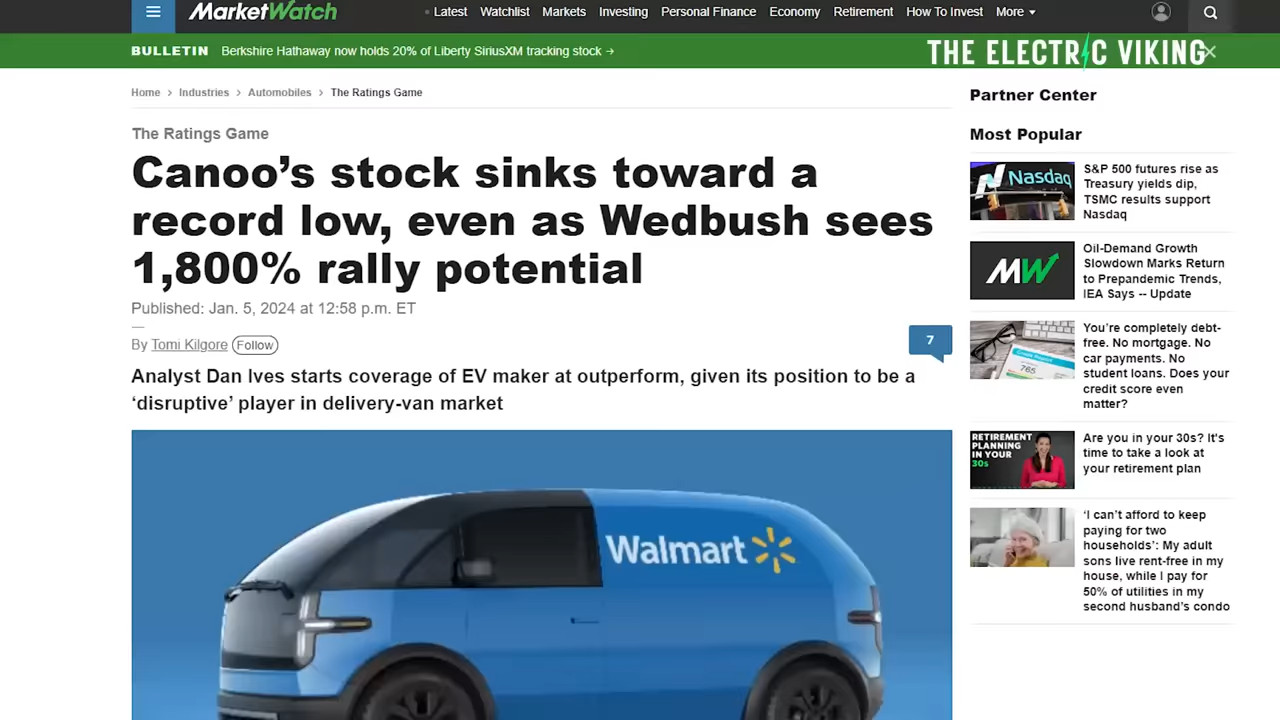 MarketWatch
Latest Watchlist Markets Investing Personal Finance Economy Retirement How To Invest More
BULLETIN Berkshire Hathaway now holds 20% of Liberty SiriusXM tracking stock →
THE ELECTRIC VIKING
Home > Industries > Automobiles > The Ratings Game
The Ratings Game
Canoo’s stock sinks toward a
record low, even as Wedbush sees
1,800% rally potential
Published: Jan. 5, 2024 at 12:58 p.m. ET
By Tomi Kilgore Follow
7
Analyst Dan Ives starts coverage of EV maker at outperform, given its position to be a
‘disruptive’ player in delivery-van market
Walmart
Partner Center
Most Popular
Nasdaq
S&P 500 futures rise as
Treasury yields dip,
TSMC results support
Nasdaq
MW
Oil-Demand Growth
Slowdown Marks Return
to Prepandemic Trends,
IEA Says -- Update
765
You’re completely debt-
free. No mortgage. No
car payments. No
student loans. Does your
credit score even
matter?
RETIREMENT
PLANNING
IN YOUR
30s
Are you in your 30s? It's
time to take a look at
your retirement plan
‘I can’t afford to keep
paying for two
households’: My adult
sons live rent-free in my
house, while I pay for
50% of utilities in my
second husband’s condo